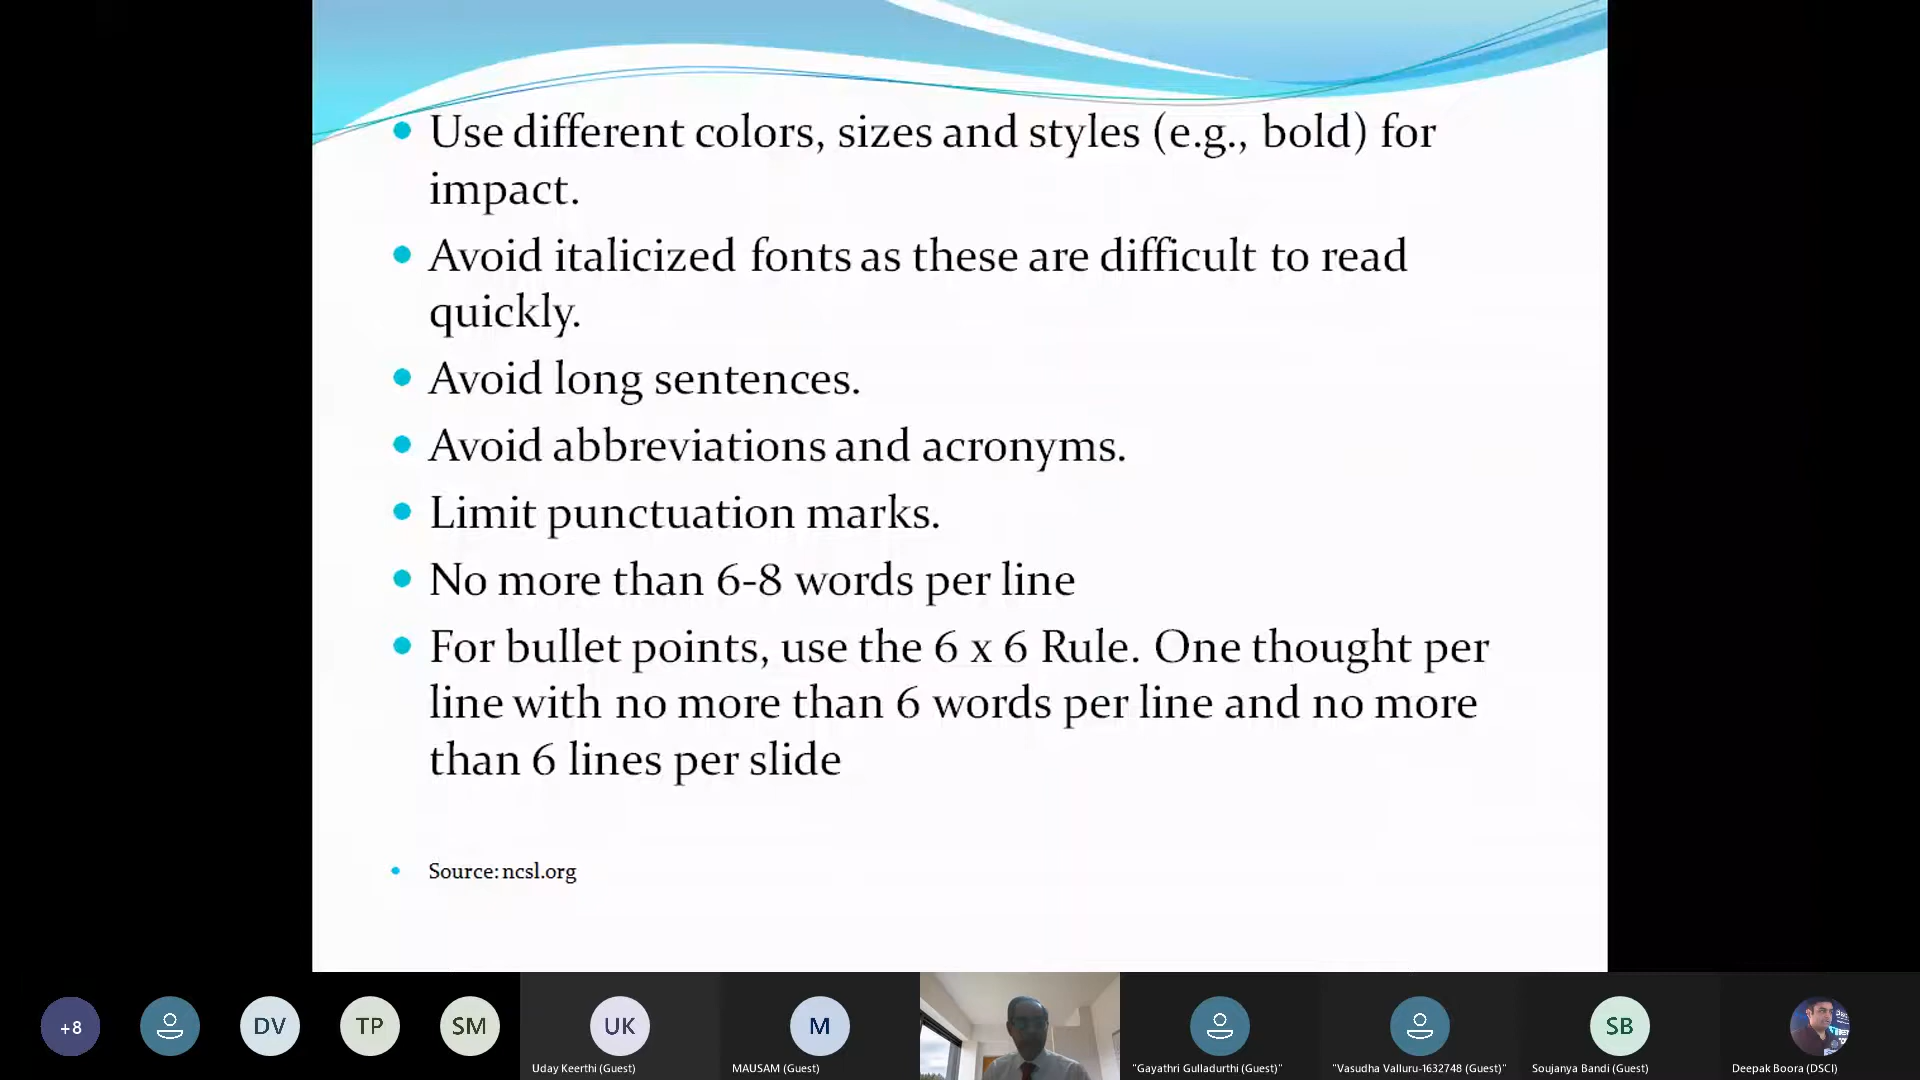 Use different colors, sizes and styles (e.g., bold) for
impact.
Avoid italicized fonts as these are difficult to read
quickly.
Avoid long sentences.
Avoid abbreviations and acronyms.
Limit punctuation marks.
No more than 6-8 words per line
For bullet points, use the 6 x 6 Rule. One thought per
line with no more than 6 words per line and no more
than 6 lines per slide
Source: ncsl.org
+8
DV
TP
SM
UK
M
SB
Uday Keerthi (Guest)
MAUSAM (Guest)
"Gayathri Gulladurthi (Guest)"
"Vasudha Valluru-1632748 (Guest)"
Soujanya Bandi (Guest)
Deepak Boora (DSCI)